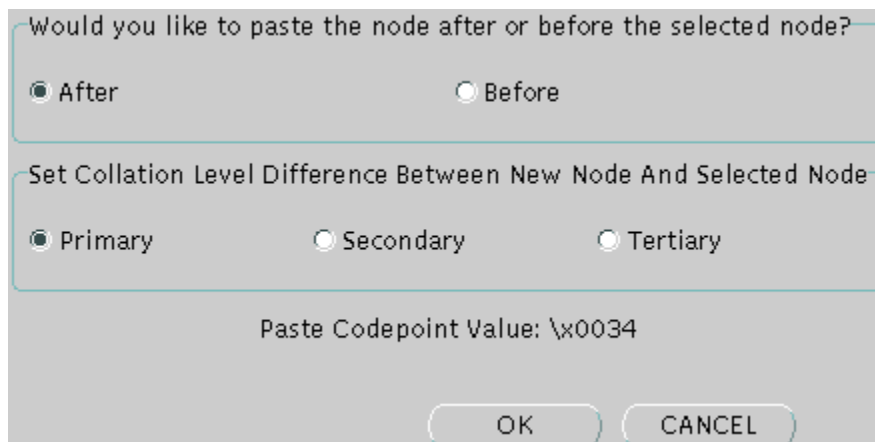 Would you like to paste the node after or before the selected node?
After Before
Set Collation Level Difference Between New Node And Selected Node
Primary Secondary Tertiary
Paste Codepoint Value: \x0034
OK CANCEL